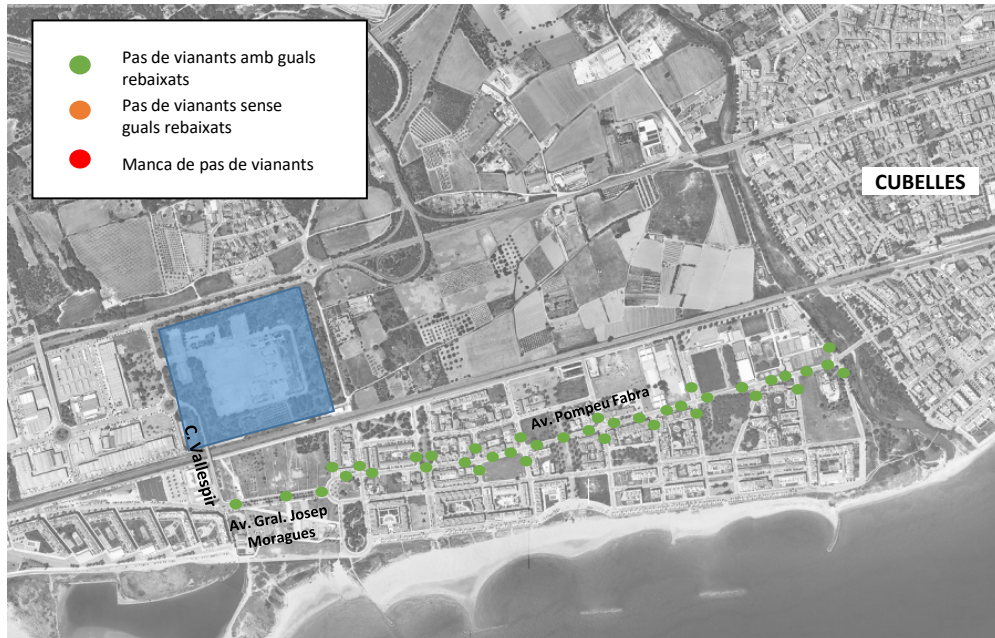 Pas de vianants amb guals
rebaixats
Pas de vianants sense
guals rebaixats
Manca de pas de vianants
CUBELLES
Av. Pompeu Fabra
C. Vallespir
Av. Gral. Josep
Moragues